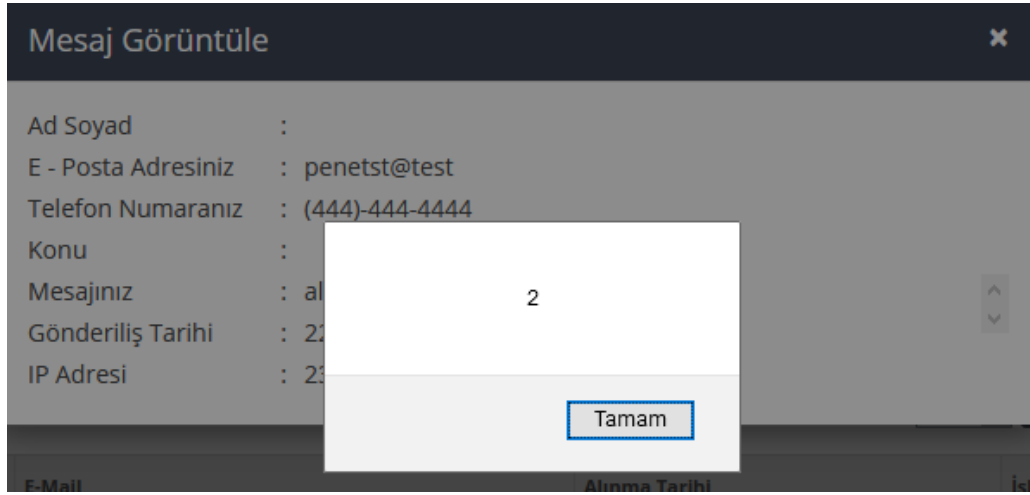 Mesaj Görüntüle ×
Ad Soyad :
E - Posta Adresiniz : penetst@test
Telefon Numaranız : (444)-444-4444
Konu :
Mesajınız : al
Gönderiliş Tarihi : 22
IP Adresi : 23
2
Tamam
E-Mail Alınma Tarihi